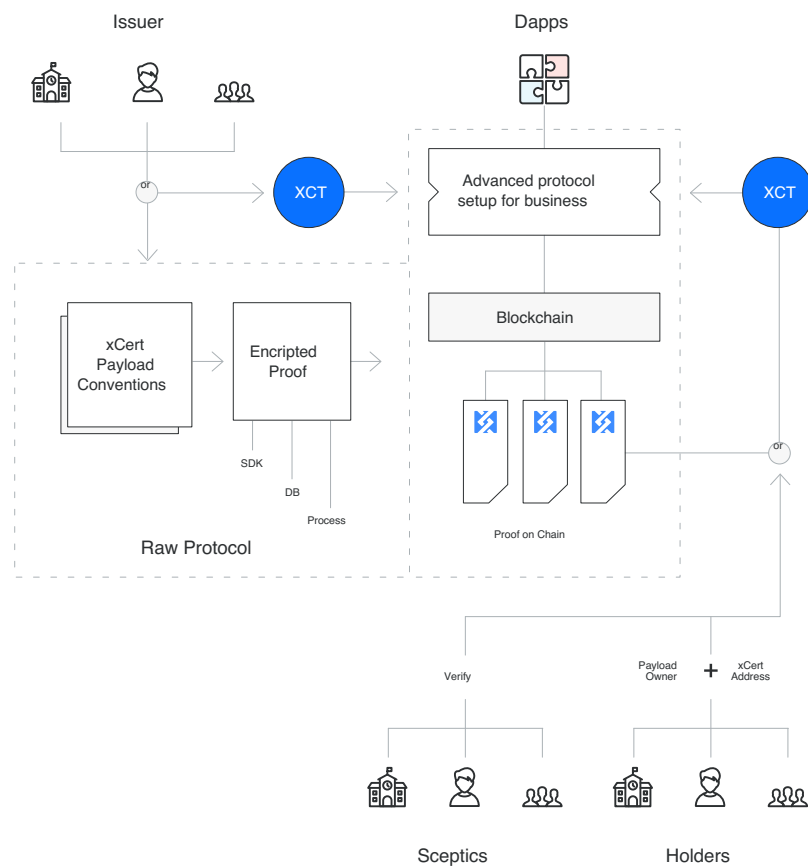 Issuer
Dapps
or
XCT
Advanced protocol
setup for business
XCT
xCert
Payload
Conventions
Encripted
Proof
Blockchain
SDK
DB
Process
or
Raw Protocol
Proof on Chain
Verify
Payload
Owner
+
xCert
Address
Sceptics
Holders